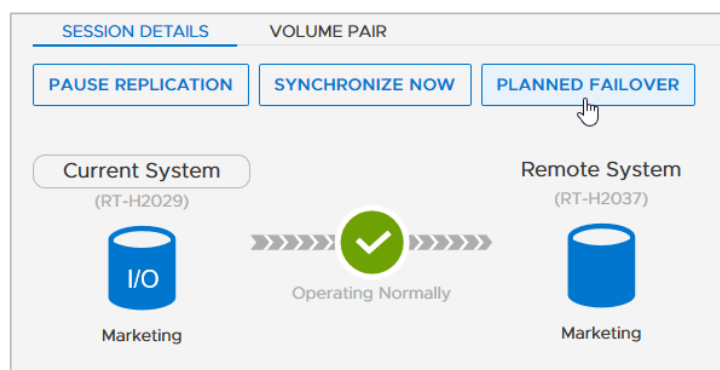 SESSION DETAILS VOLUME PAIR
PAUSE REPLICATION SYNCHRONIZE NOW PLANNED FAILOVER
Current System Remote System
(RT-H2029) (RT-H2037)
I/O
Operating Normally
Marketing Marketing